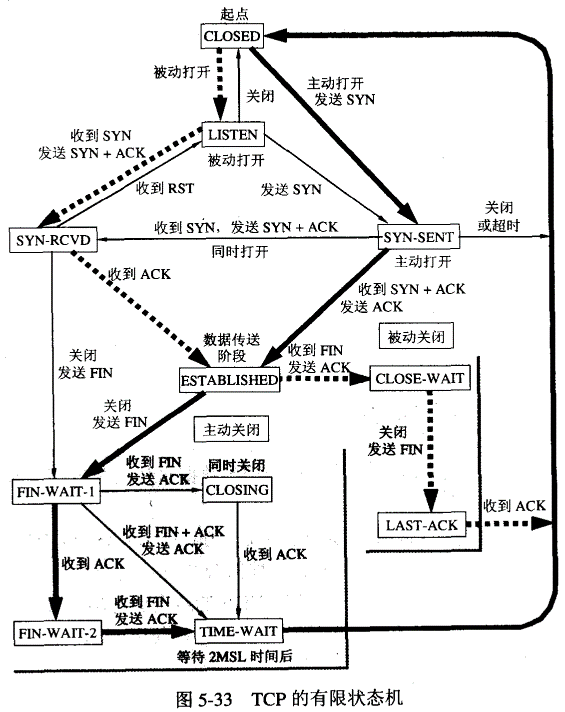 起点
CLOSED
被动打开
关闭
主动打开
发送 SYN
收到 SYN
发送 SYN + ACK
LISTEN
被动打开
收到 RST
发送 SYN
SYN-RCVD
收到 SYN，发送 SYN + ACK
同时打开
SYN-SENT
主动打开
关闭
或超时
收到 ACK
收到 SYN + ACK
发送 ACK
数据传送
阶段
被动关闭
关闭
发送 FIN
ESTABLISHED
收到 FIN
发送 ACK
CLOSE-WAIT
关闭
发送 FIN
主动关闭
关闭
发送 FIN
FIN-WAIT-1
收到 FIN
发送 ACK
同时关闭
CLOSING
LAST-ACK
收到 ACK
收到 ACK
收到 FIN + ACK
发送 ACK
收到 ACK
FIN-WAIT-2
收到 FIN
发送 ACK
TIME-WAIT
等待 2MSL 时间后
图 5-33 TCP 的有限状态机